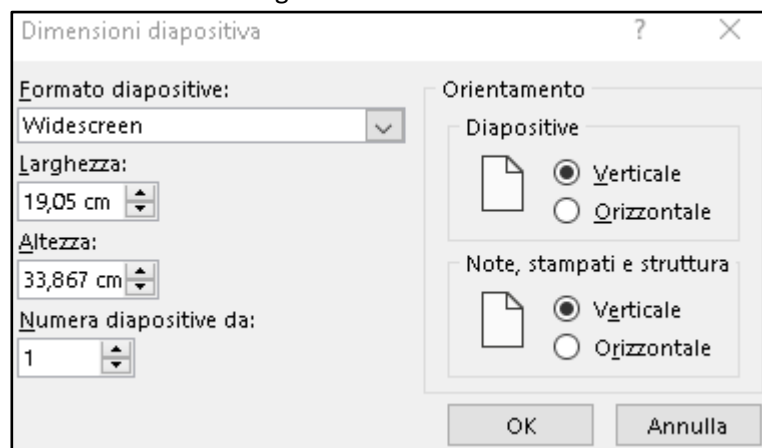 Dimensioni diapositiva ?
Formato diapositive:
Widescreen
Larghezza:
19,05 cm
Altezza:
33,867 cm
Numera diapositive da:
1
Orientamento
Diapositive
Verticale
Orizzontale
Note, stampati e struttura
Verticale
Orizzontale
OK Annulla